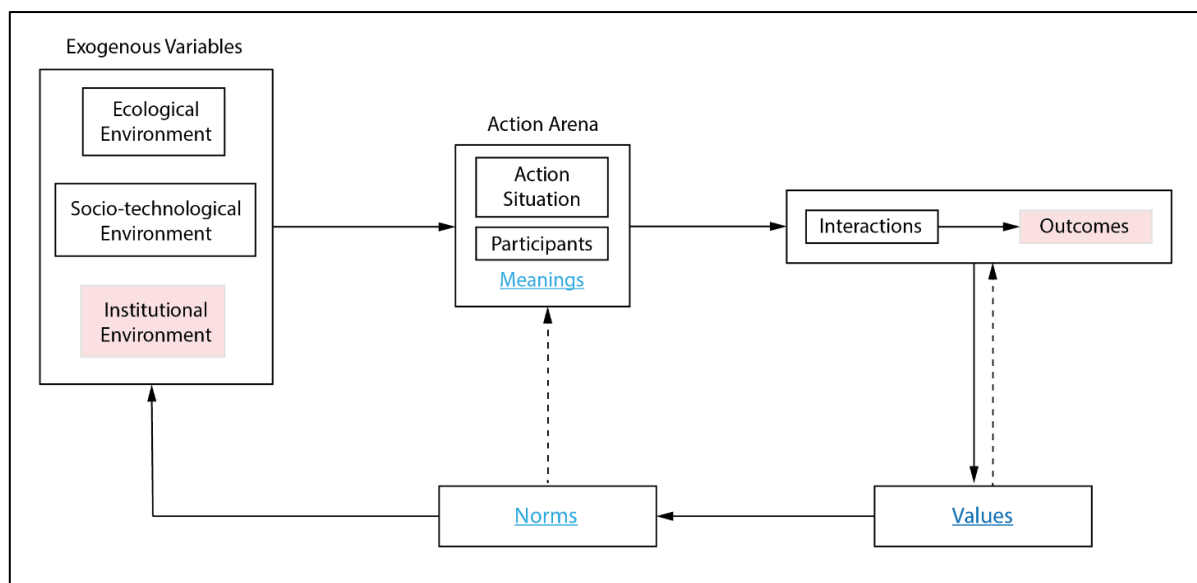 Exogenous Variables
Ecological
Environment
Socio-technological
Environment
Institutional
Environment
Action Arena
Action
Situation
Participants
Meanings
Interactions
Outcomes
Norms
Values